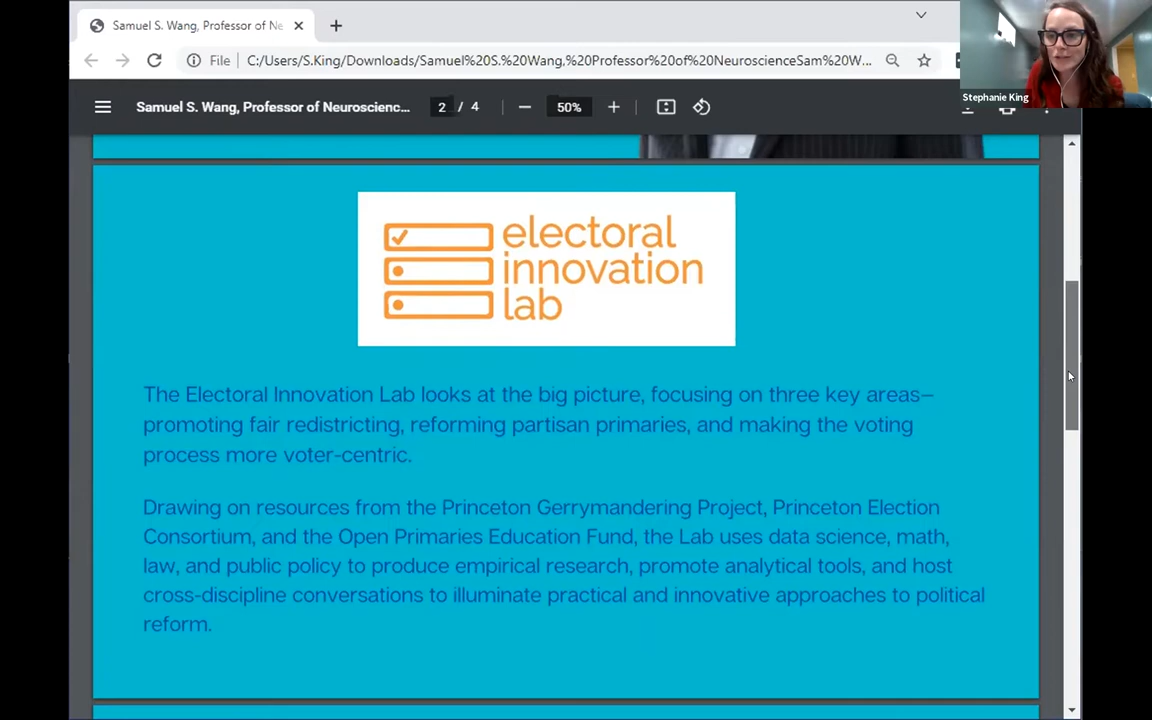 Samuel S. Wang, Professor of Ne
File C:/Users/S.King/Downloads/Samuel%20S.%20Wang,%20Professor%20of%20NeuroscienceSam%20W...
Stephanie King
Samuel S. Wang, Professor of Neuroscienc... 2 / 4 50%
electoral
innovation
lab
The Electoral Innovation Lab looks at the big picture, focusing on three key areas—
promoting fair redistricting, reforming partisan primaries, and making the voting
process more voter-centric.
Drawing on resources from the Princeton Gerrymandering Project, Princeton Election
Consortium, and the Open Primaries Education Fund, the Lab uses data science, math,
law, and public policy to produce empirical research, promote analytical tools, and host
cross-discipline conversations to illuminate practical and innovative approaches to political
reform.